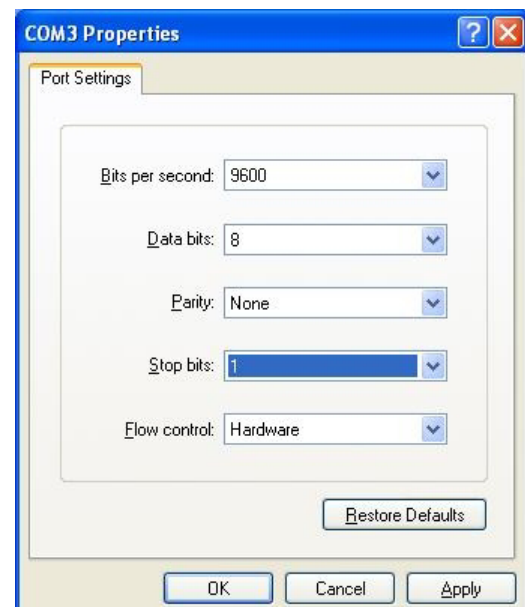 COM3 Properties
Port Settings
Bits per second: 9600
Data bits: 8
Parity: None
Stop bits: 1
Flow control: Hardware
Restore Defaults
OK Cancel Apply